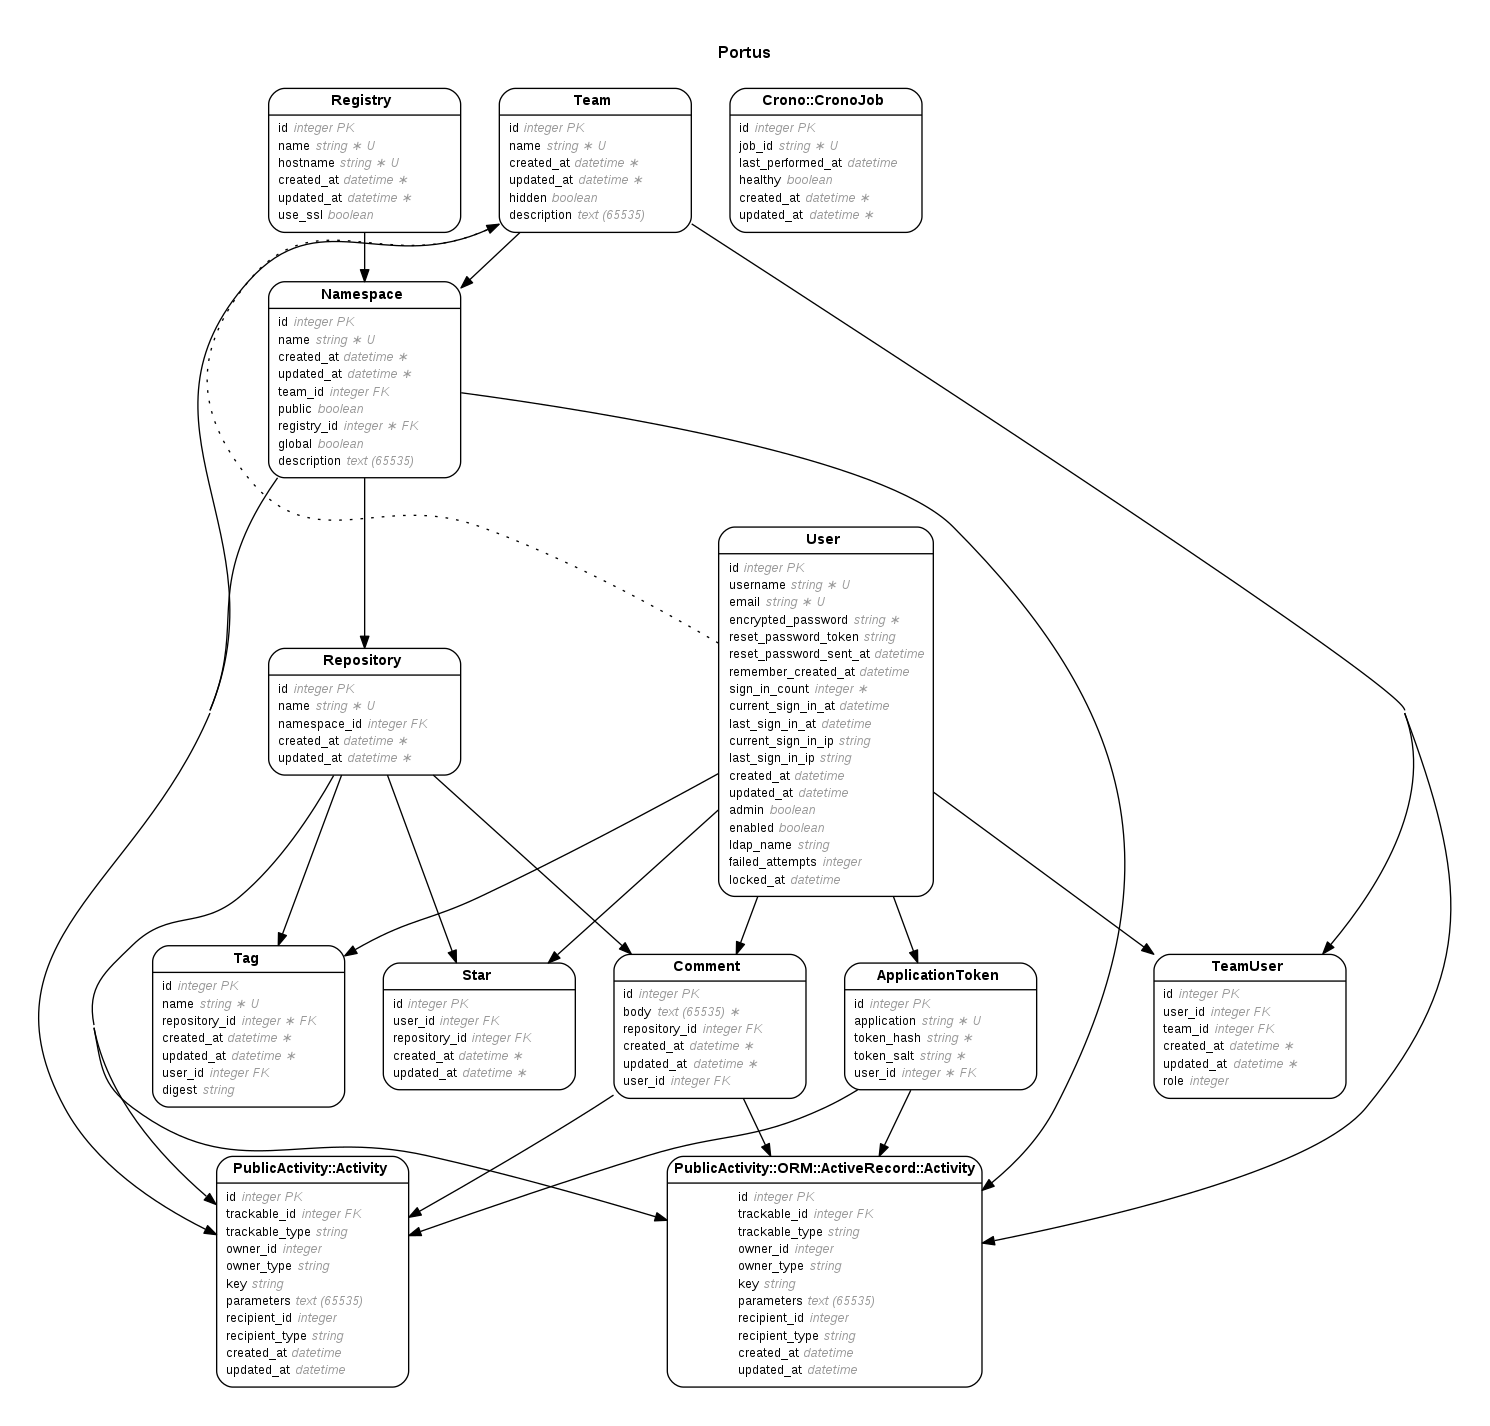 Portus
Registry
id integer PK
name string ∗ U
hostname string ∗ U
created_at datetime ∗
updated_at datetime ∗
use_ssl boolean
Team
id integer PK
name string ∗ U
created_at datetime ∗
updated_at datetime ∗
hidden boolean
description text (65535)
Crono::CronoJob
id integer PK
job_id string ∗ U
last_performed_at datetime
healthy boolean
created_at datetime ∗
updated_at datetime ∗
Namespace
id integer PK
name string ∗ U
created_at datetime ∗
updated_at datetime ∗
team_id integer FK
public boolean
registry_id integer ∗ FK
global boolean
description text (65535)
User
id integer PK
username string ∗ U
email string ∗ U
encrypted_password string ∗
reset_password_token string
reset_password_sent_at datetime
remember_created_at datetime
sign_in_count integer ∗
current_sign_in_at datetime
last_sign_in_at datetime
current_sign_in_ip string
last_sign_in_ip string
created_at datetime
updated_at datetime
admin boolean
enabled boolean
ldap_name string
failed_attempts integer
locked_at datetime
Repository
id integer PK
name string ∗ U
namespace_id integer FK
created_at datetime ∗
updated_at datetime ∗
Tag
id integer PK
name string ∗ U
repository_id integer ∗ FK
created_at datetime ∗
updated_at datetime ∗
user_id integer FK
digest string
Star
id integer PK
user_id integer FK
repository_id integer FK
created_at datetime ∗
updated_at datetime ∗
Comment
id integer PK
body text (65535) ∗
repository_id integer FK
created_at datetime ∗
updated_at datetime ∗
user_id integer FK
ApplicationToken
id integer PK
application string ∗ U
token_hash string ∗
token_salt string ∗
user_id integer ∗ FK
TeamUser
id integer PK
user_id integer FK
team_id integer FK
created_at datetime ∗
updated_at datetime ∗
role integer
PublicActivity::Activity
id integer PK
trackable_id integer FK
trackable_type string
owner_id integer
owner_type string
key string
parameters text (65535)
recipient_id integer
recipient_type string
created_at datetime
updated_at datetime
PublicActivity::ORM::ActiveRecord::Activity
id integer PK
trackable_id integer FK
trackable_type string
owner_id integer
owner_type string
key string
parameters text (65535)
recipient_id integer
recipient_type string
created_at datetime
updated_at datetime